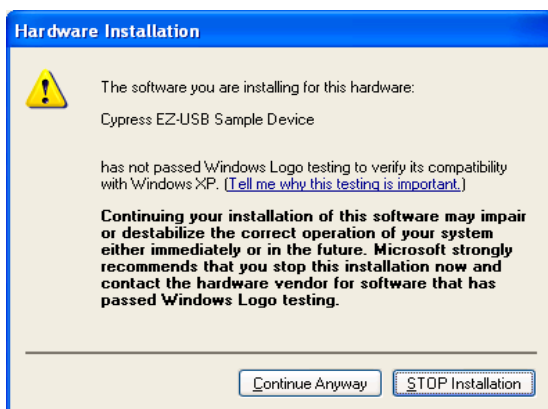 Hardware Installation
The software you are installing for this hardware:
Cypress EZ-USB Sample Device
has not passed Windows Logo testing to verify its compatibility
with Windows XP. (Tell me why this testing is important.)
Continuing your installation of this software may impair
or destabilize the correct operation of your system
either immediately or in the future. Microsoft strongly
recommends that you stop this installation now and
contact the hardware vendor for software that has
passed Windows Logo testing.
Continue Anyway STOP Installation